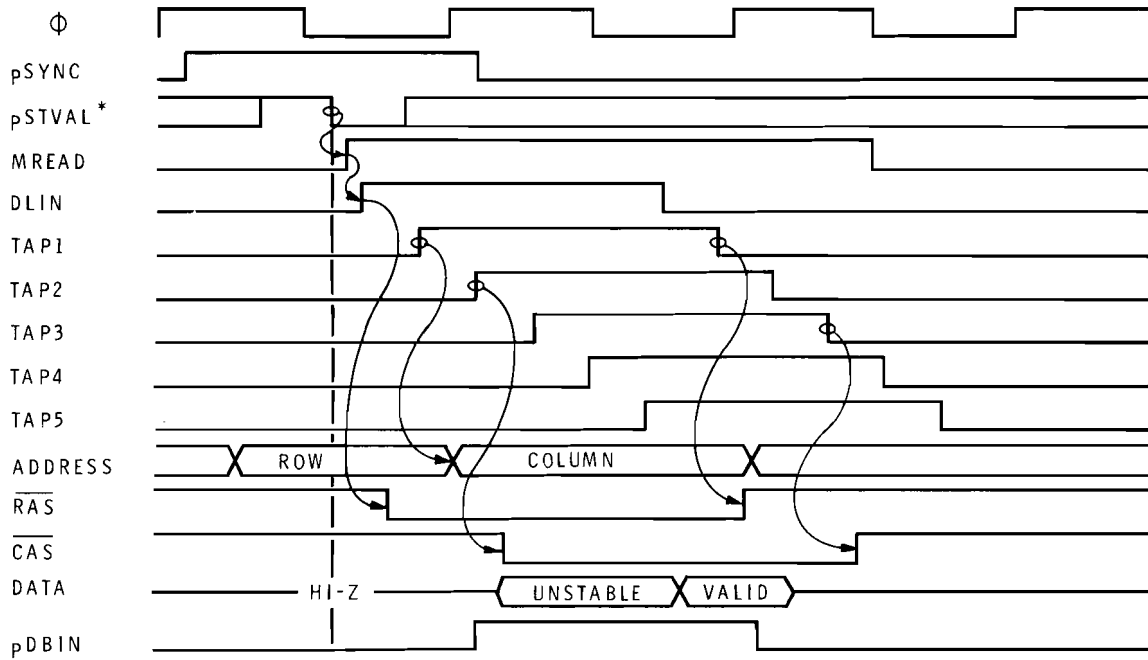 Φ
pSYNC
pSTVAL*
MREAD
DLIN
TAP1
TAP2
TAP3
TAP4
TAP5
ADDRESS ROW COLUMN
RAS
CAS
DATA HI-Z UNSTABLE VALID
pDBIN